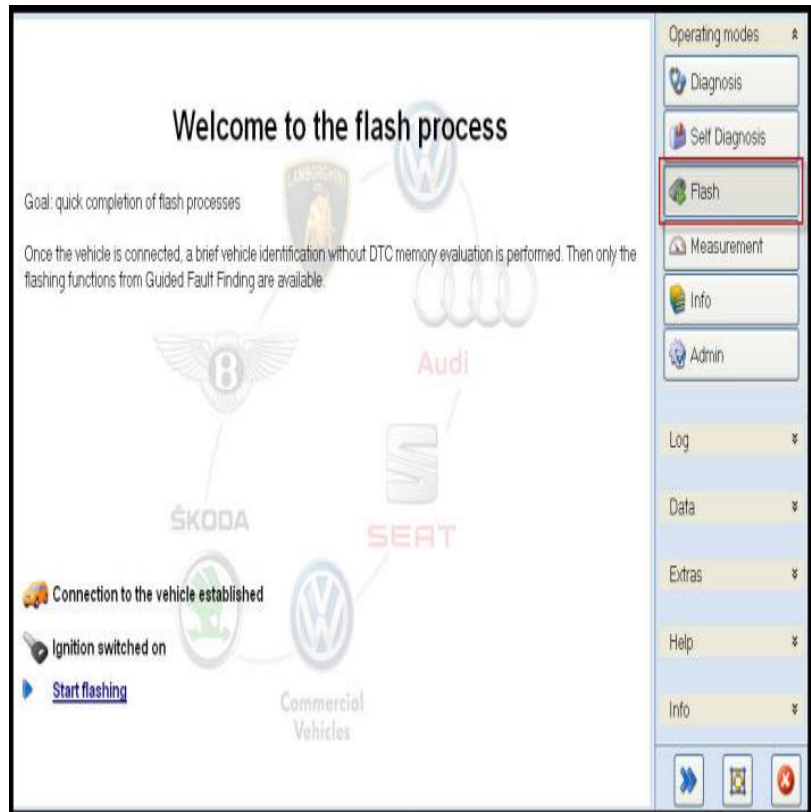 Welcome to the flash process
Goal: quick completion of flash processes
Once the vehicle is connected, a brief vehicle identification without DTC memory evaluation is performed. Then only the
flashing functions from Guided Fault Finding are available.
LAMBORGHINI
B
Audi
ŠKODA
SEAT
Commercial
Vehicles
Connection to the vehicle established
Ignition switched on
Start flashing
Operating modes
Diagnosis
Self Diagnosis
Flash
Measurement
Info
Admin
Log
Data
Extras
Help
Info